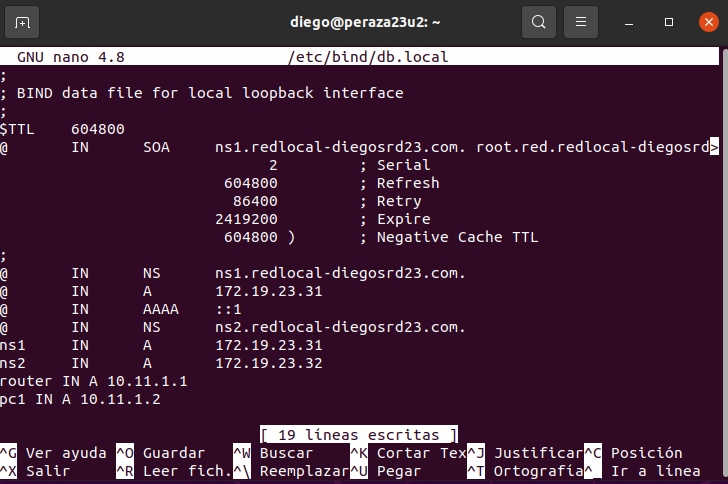 diego@peraza23u2: ~
GNU nano 4.8 /etc/bind/db.local
;
; BIND data file for local loopback interface
;
$TTL 604800
@ IN SOA ns1.redlocal-diegosrd23.com. root.red.redlocal-diegosrd>
2 ; Serial
604800 ; Refresh
86400 ; Retry
2419200 ; Expire
604800 ) ; Negative Cache TTL
;
@ IN NS ns1.redlocal-diegosrd23.com.
@ IN A 172.19.23.31
@ IN AAAA ::1
@ IN NS ns2.redlocal-diegosrd23.com.
ns1 IN A 172.19.23.31
ns2 IN A 172.19.23.32
router IN A 10.11.1.1
pc1 IN A 10.11.1.2
[ 19 líneas escritas ]
^G Ver ayuda ^O Guardar ^W Buscar ^K Cortar Tex^J Justificar^C Posición
^X Salir ^R Leer fich.^\ Reemplazar^U Pegar ^T Ortografía^_ Ir a línea